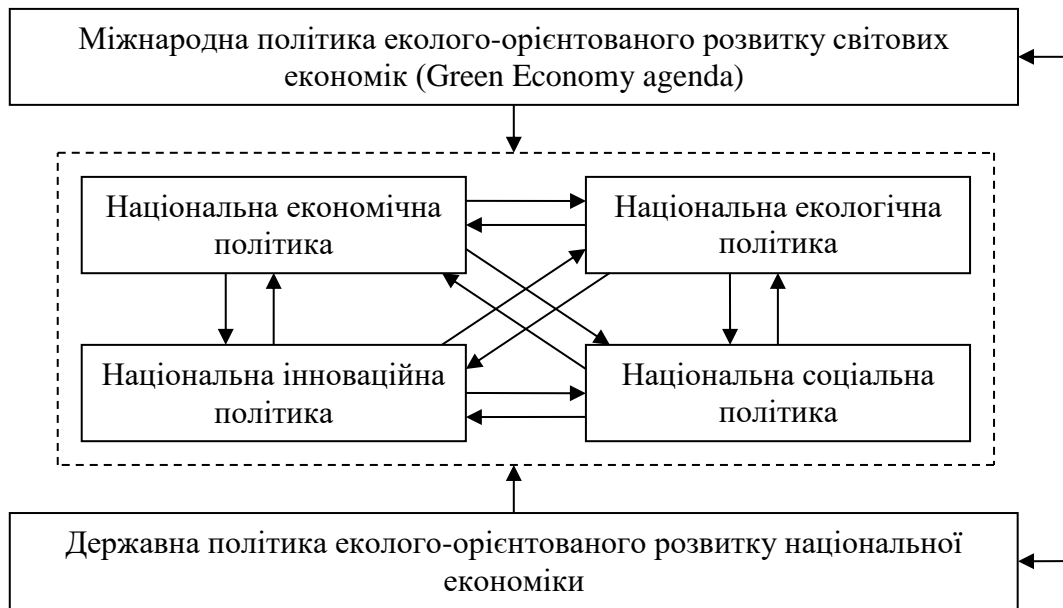 Міжнародна політика еколого-орієнтованого розвитку світових
економік (Green Economy agenda)
Національна економічна
політика
Національна екологічна
політика
Національна інноваційна
політика
Національна соціальна
політика
Державна політика еколого-орієнтованого розвитку національної
економіки